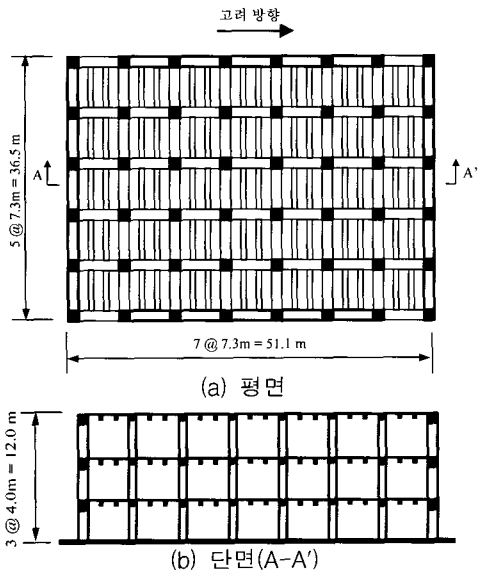 고려 방향
5 @ 7.3m = 36.5 m
A
A'
7 @ 7.3m = 51.1 m
(a) 평면
3 @ 4.0m = 12.0 m
(b) 단면(A-A')